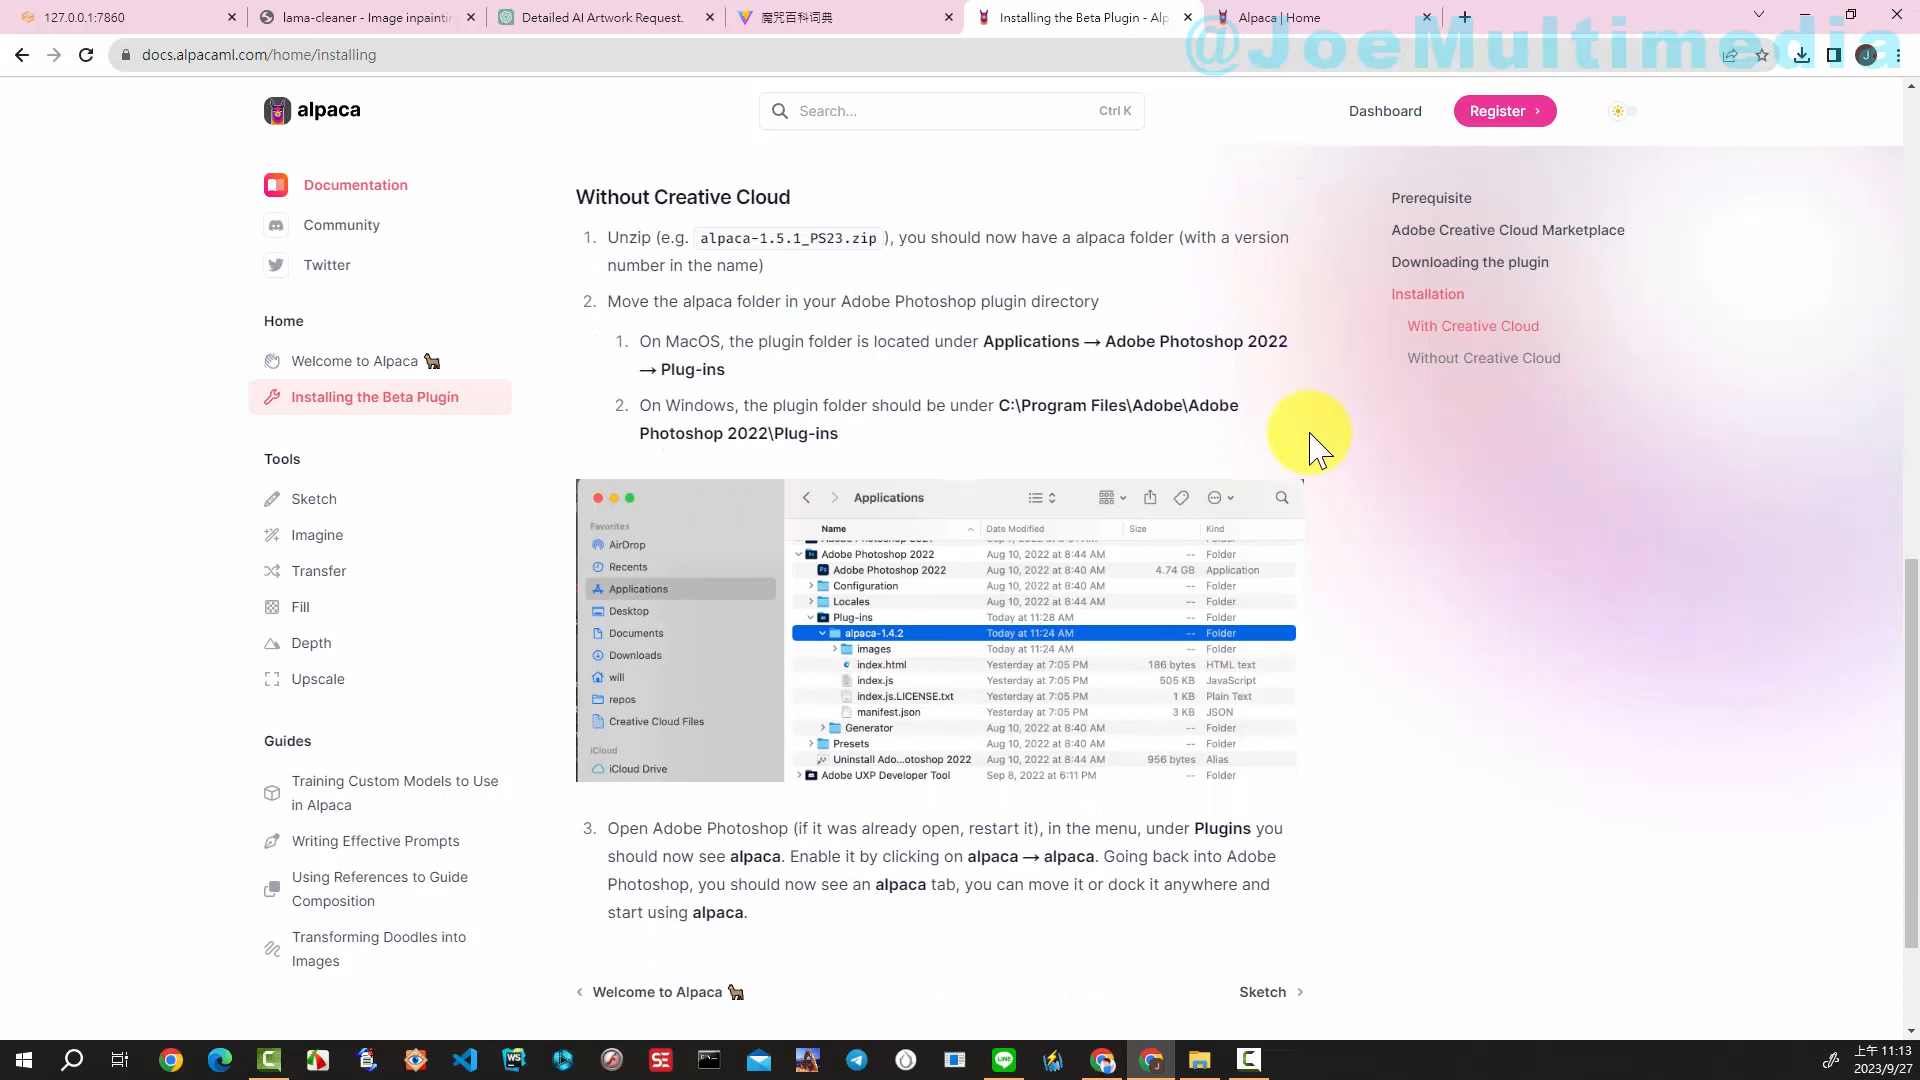 127.0.0.1:7860
lama-cleaner - Image inpaintin
Detailed AI Artwork Request.
魔咒百科词典
Installing the Beta Plugin - Alp
Alpaca | Home
@JoeMultimedia
docs.alpacaml.com/home/installing
J
alpaca
Search...
Ctrl K
Dashboard
Register
Documentation
Community
Twitter
Home
Welcome to Alpaca
Installing the Beta Plugin
Tools
Sketch
Imagine
Transfer
Fill
Depth
Upscale
Guides
Training Custom Models to Use
in Alpaca
Writing Effective Prompts
Using References to Guide
Composition
Transforming Doodles into
Images
Without Creative Cloud
1. Unzip (e.g. alpaca-1.5.1_PS23.zip ), you should now have a alpaca folder (with a version
number in the name)
2. Move the alpaca folder in your Adobe Photoshop plugin directory
1. On MacOS, the plugin folder is located under Applications → Adobe Photoshop 2022
→ Plug-ins
2. On Windows, the plugin folder should be under C:\Program Files\Adobe\Adobe
Photoshop 2022\Plug-ins
Applications
Favorites
AirDrop
Recents
Applications
Desktop
Documents
Downloads
will
repos
Creative Cloud Files
iCloud
iCloud Drive
Name Date Modified Size Kind
Adobe Photoshop 2022 Aug 10, 2022 at 8:44 AM -- Folder
Adobe Photoshop 2022 Aug 10, 2022 at 8:44 AM 4.74 GB Application
Configuration Aug 10, 2022 at 8:40 AM -- Folder
Locales Aug 10, 2022 at 8:44 AM -- Folder
Plug-ins Today at 11:28 AM -- Folder
alpaca-1.4.2 Today at 11:24 AM -- Folder
images Today at 11:24 AM -- Folder
index.html Yesterday at 7:05 PM 186 bytes HTML text
index.js Yesterday at 7:05 PM 505 KB JavaScript
index.js.LICENSE.txt Yesterday at 7:05 PM 1 KB Plain Text
manifest.json Yesterday at 7:05 PM 3 KB JSON
Generator Aug 10, 2022 at 8:40 AM -- Folder
Presets Aug 10, 2022 at 8:40 AM -- Folder
Uninstall Ado...otoshop 2022 Aug 10, 2022 at 8:44 AM 956 bytes Alias
Adobe UXP Developer Tool Sep 8, 2022 at 6:11 PM -- Folder
3. Open Adobe Photoshop (if it was already open, restart it), in the menu, under Plugins you
should now see alpaca. Enable it by clicking on alpaca → alpaca. Going back into Adobe
Photoshop, you should now see an alpaca tab, you can move it or dock it anywhere and
start using alpaca.
Welcome to Alpaca
Sketch
Prerequisite
Adobe Creative Cloud Marketplace
Downloading the plugin
Installation
With Creative Cloud
Without Creative Cloud
上午 11:13
2023/9/27